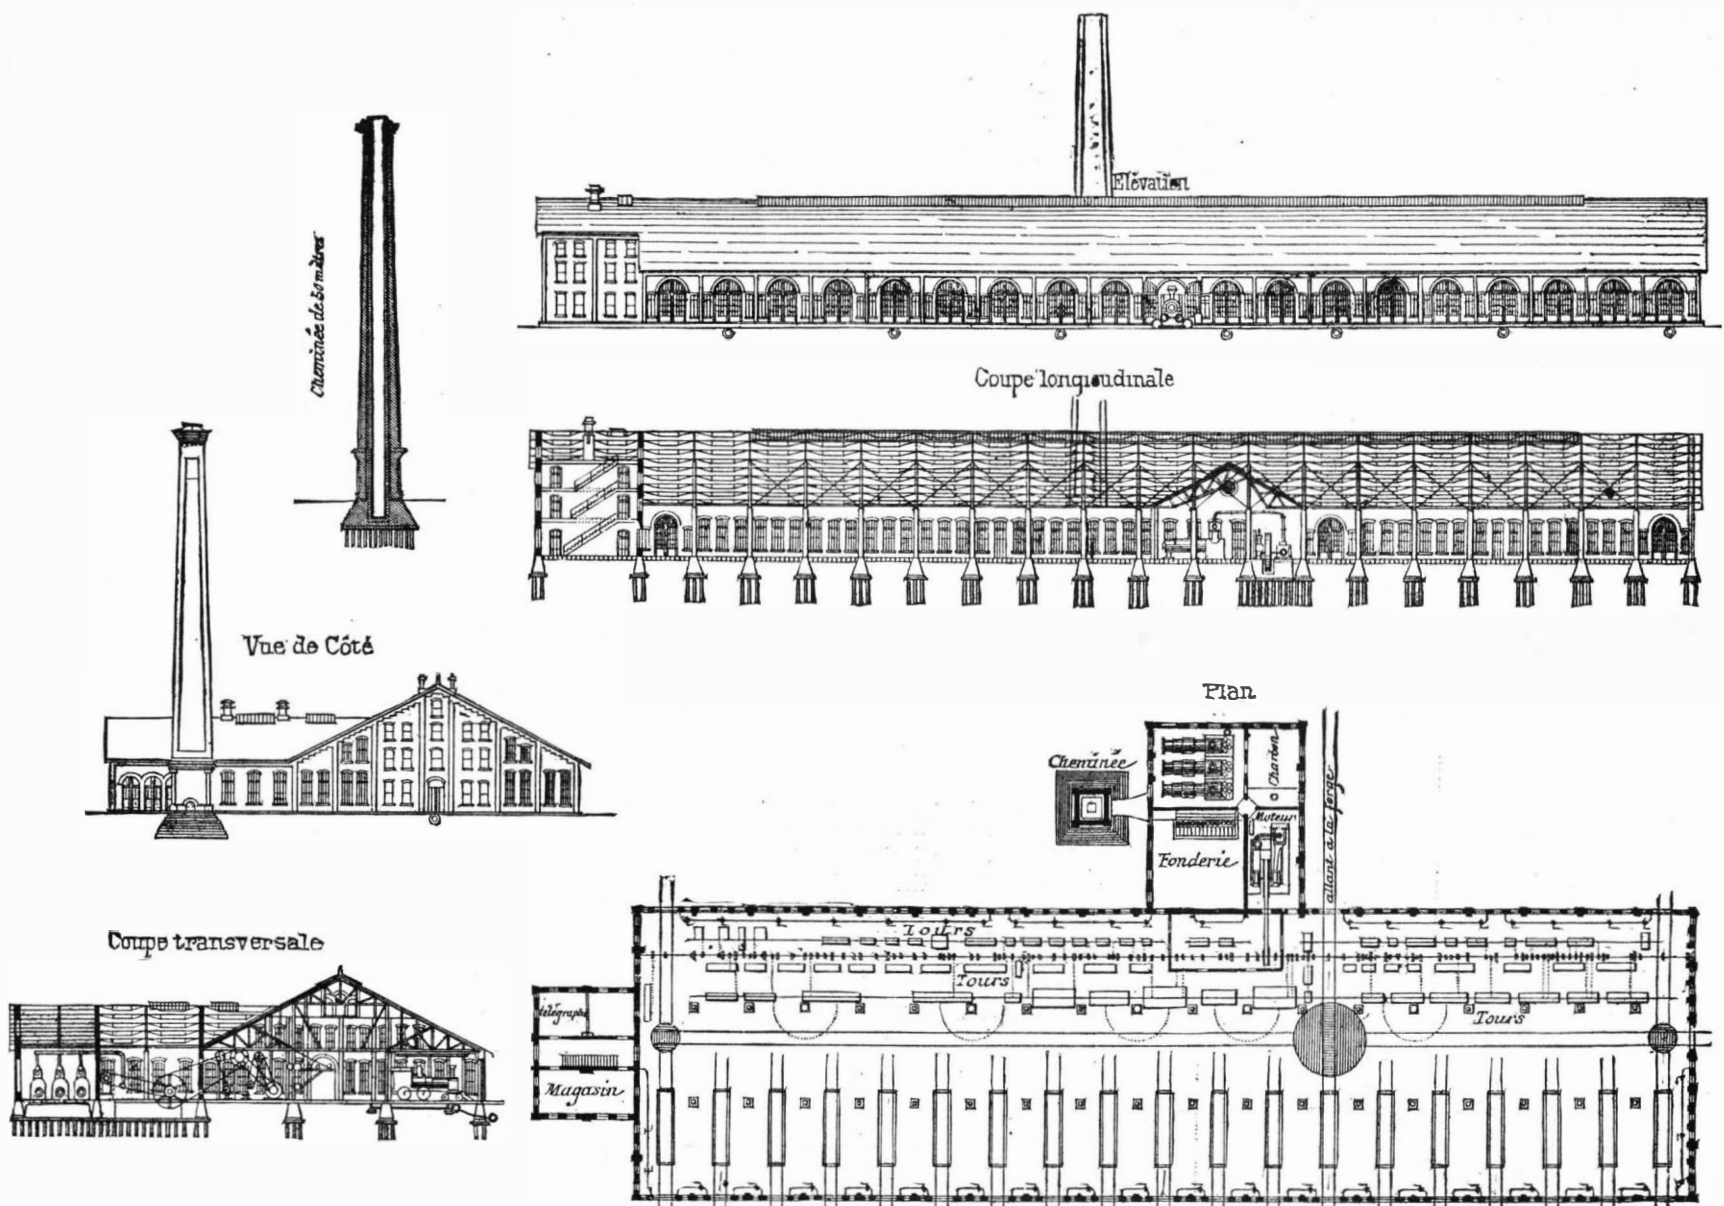 Elévation
Cheminée de 50 mètres
Coupe longitudinale
Vue de Côté
Plan
Cheminée
Charbon
Moteur
allant à la forge
Fonderie
Coupe transversale
Tours
Tours
télégraphe
Tours
Magasin